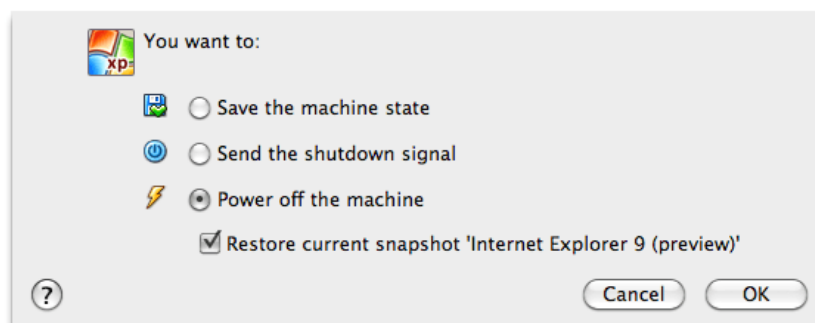 You want to:
xp
Save the machine state
Send the shutdown signal
Power off the machine
Restore current snapshot 'Internet Explorer 9 (preview)'
?
Cancel
OK